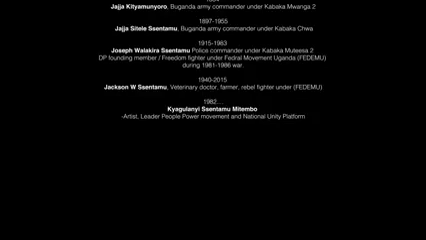 Jajja Kityamunyoro, Buganda army commander under Kabaka Mwanga 2
1897-1955
Jajja Sitele Ssentamu, Buganda army commander under Kabaka Chwa
1915-1963
Joseph Walakira Ssentamu Police commander under Kabaka Muteesa 2
DP founding member / Freedom fighter under Fedral Movement Uganda (FEDEMU)
during 1981-1986 war.
1940-2015
Jackson W Ssentamu, Veterinary doctor, farmer, rebel fighter under (FEDEMU)
1982....
Kyagulanyi Ssentamu Mitembo
-Artist, Leader People Power movement and National Unity Platform